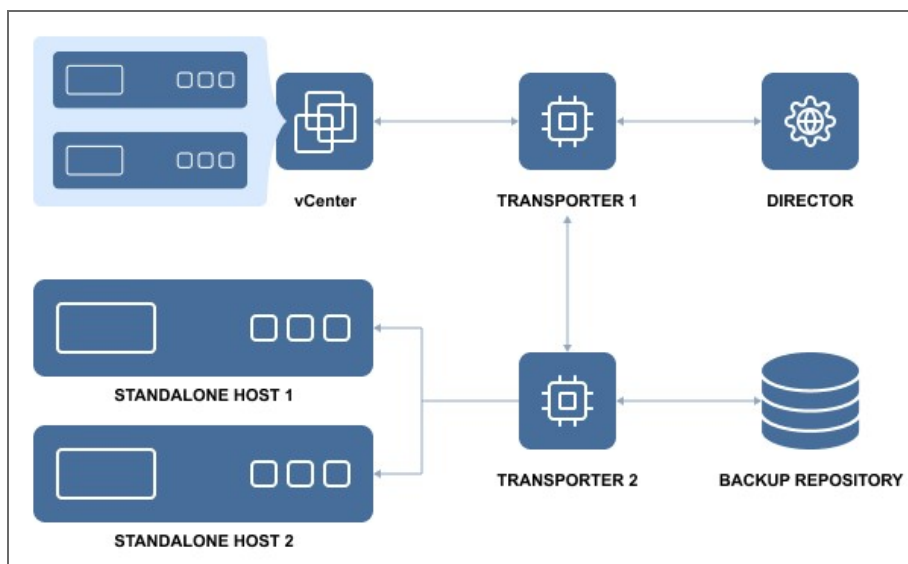 vCenter
TRANSPORTER 1
DIRECTOR
STANDALONE HOST 1
STANDALONE HOST 2
TRANSPORTER 2
BACKUP REPOSITORY